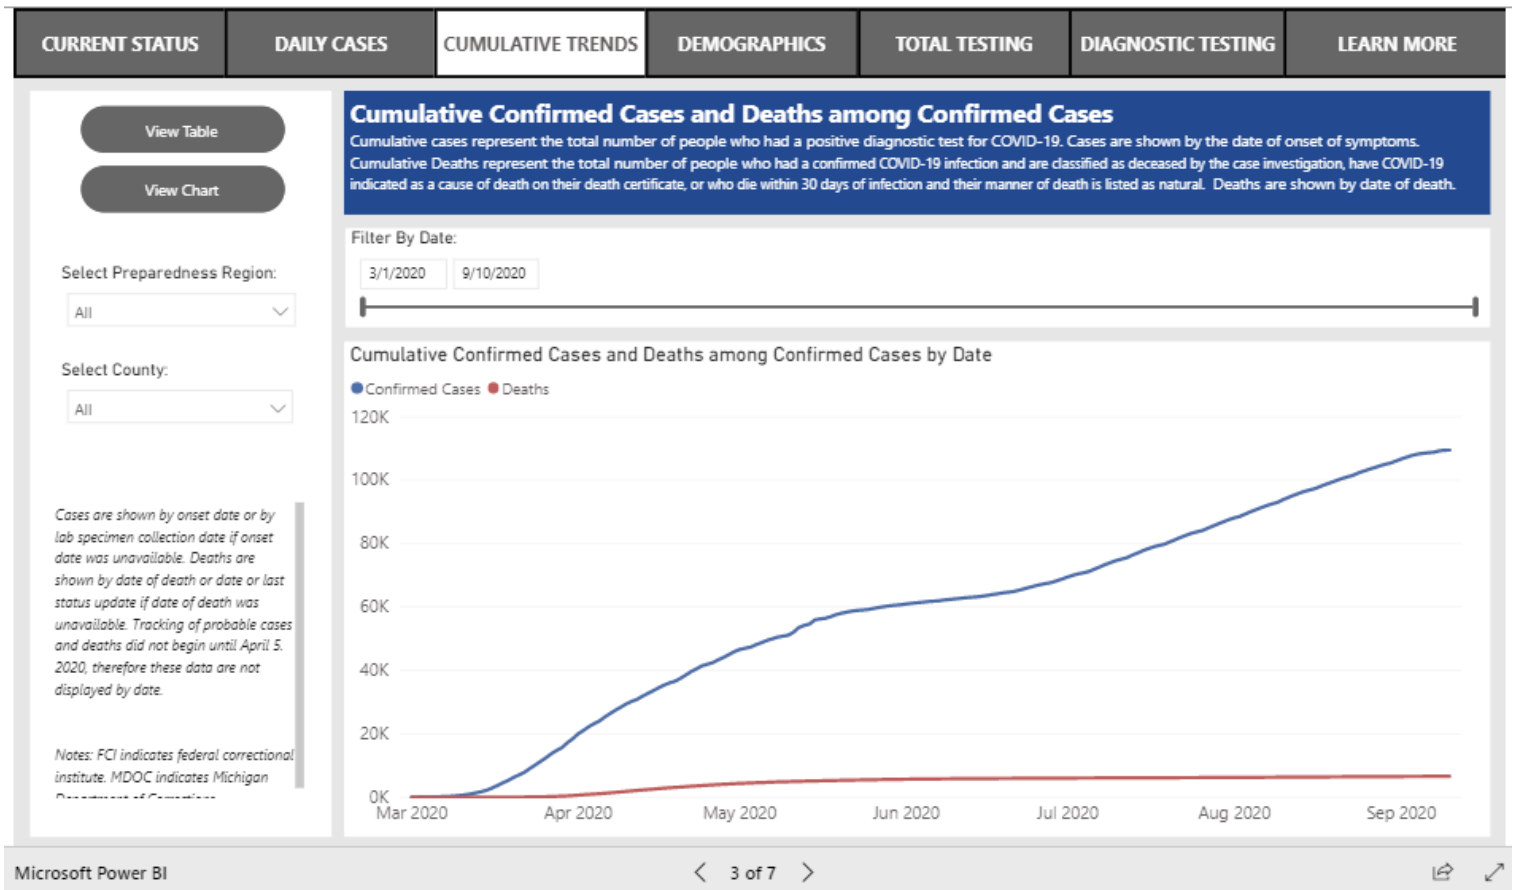 CURRENT STATUS
DAILY CASES
CUMULATIVE TRENDS
DEMOGRAPHICS
TOTAL TESTING
DIAGNOSTIC TESTING
LEARN MORE
View Table
View Chart
Select Preparedness Region:
All
Select County:
All
Cases are shown by onset date or by
lab specimen collection date if onset
date was unavailable. Deaths are
shown by date of death or date or last
status update if date of death was
unavailable. Tracking of probable cases
and deaths did not begin until April 5.
2020, therefore these data are not
displayed by date.
Notes: FCI indicates federal correctional
institute. MDOC indicates Michigan
Department of Corrections
Cumulative Confirmed Cases and Deaths among Confirmed Cases
Cumulative cases represent the total number of people who had a positive diagnostic test for COVID-19. Cases are shown by the date of onset of symptoms.
Cumulative Deaths represent the total number of people who had a confirmed COVID-19 infection and are classified as deceased by the case investigation, have COVID-19
indicated as a cause of death on their death certificate, or who die within 30 days of infection and their manner of death is listed as natural. Deaths are shown by date of death.
Filter By Date:
3/1/2020
9/10/2020
Cumulative Confirmed Cases and Deaths among Confirmed Cases by Date
Confirmed Cases
Deaths
120K
100K
80K
60K
40K
20K
0K
Mar 2020
Apr 2020
May 2020
Jun 2020
Jul 2020
Aug 2020
Sep 2020
Microsoft Power BI
3 of 7